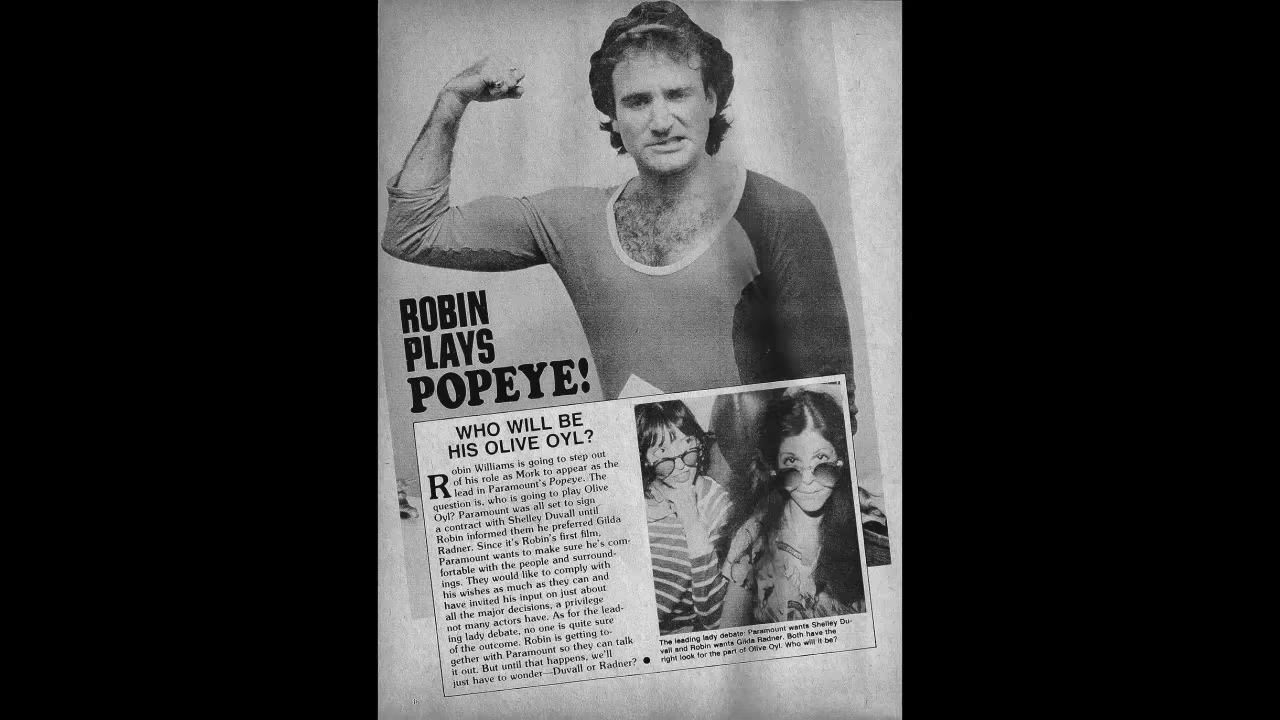 ROBIN
PLAYS
POPEYE!
WHO WILL BE
HIS OLIVE OYL?
Robin Williams is going to step out
of his role as Mork to appear as the
lead in Paramount's Popeye. The
question is, who is going to play Olive
Oyl? Paramount was all set to sign
a contract with Shelley Duvall until
Robin informed them he preferred Gilda
Radner. Since it's Robin's first film,
Paramount wants to make sure he's com-
fortable with the people and surround-
ings. They would like to comply with
his wishes as much as they can and
have invited his input on just about
all the major decisions, a privilege
not many actors have. As for the lead-
ing lady debate, no one is quite sure
of the outcome. Robin is getting to-
gether with Paramount so they can talk
it out. But until that happens, we'll
just have to wonder—Duvall or Radner? ●
The leading lady debate: Paramount wants Shelley Du-
vall and Robin wants Gilda Radner. Both have the
right look for the part of Olive Oyl. Who will it be?